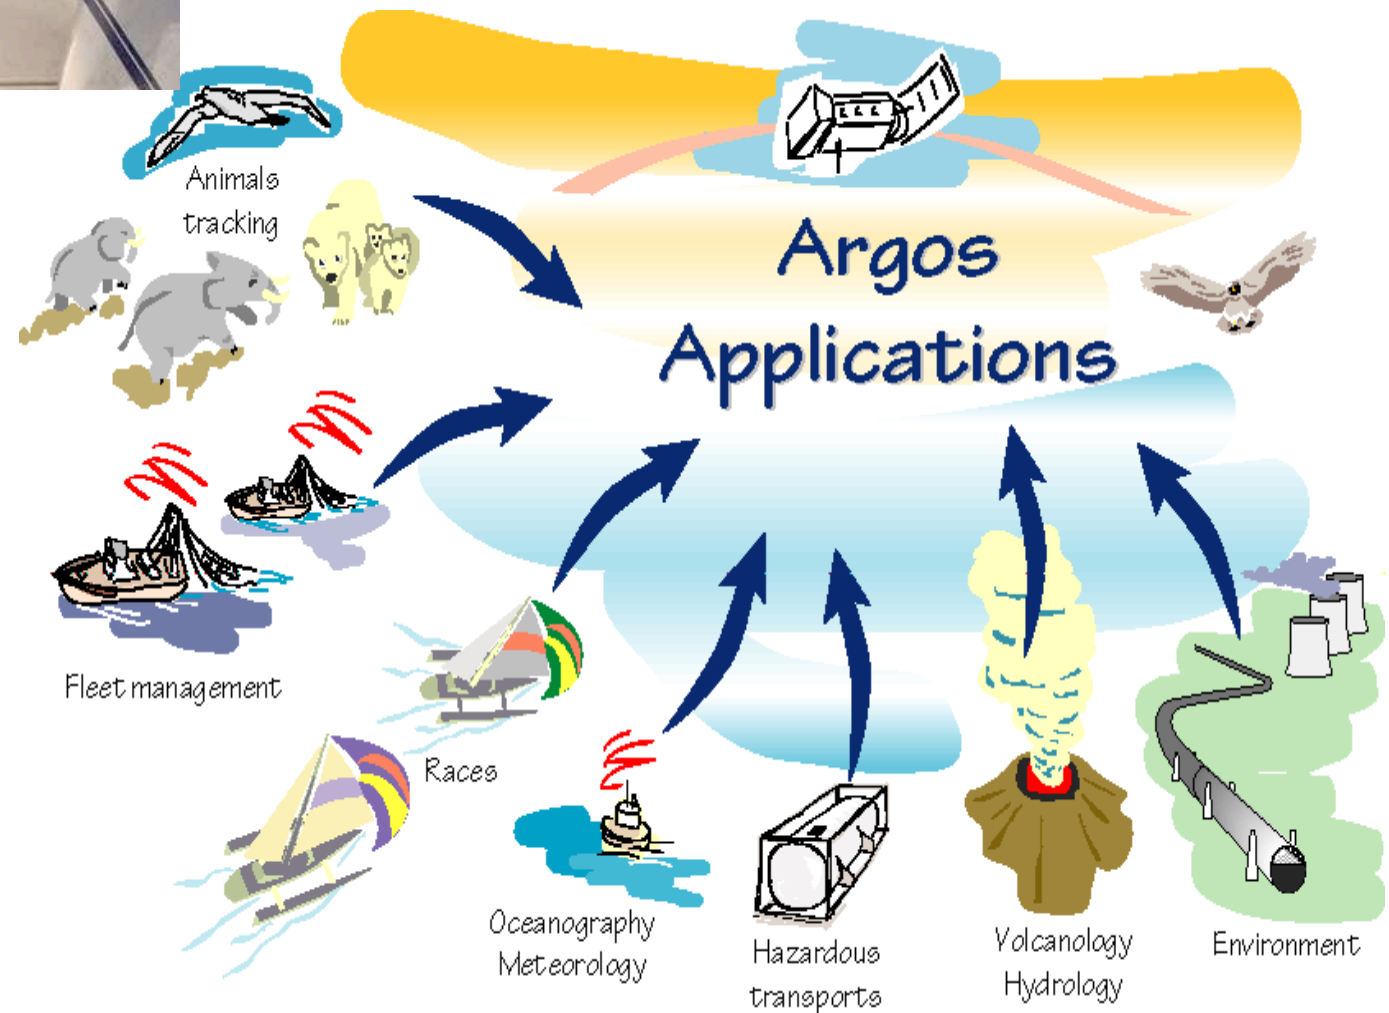 Argos
Applications
Animals
tracking
Fleet management
Races
Oceanography
Meteorology
Hazardous
transports
Volcanology
Hydrology
Environment